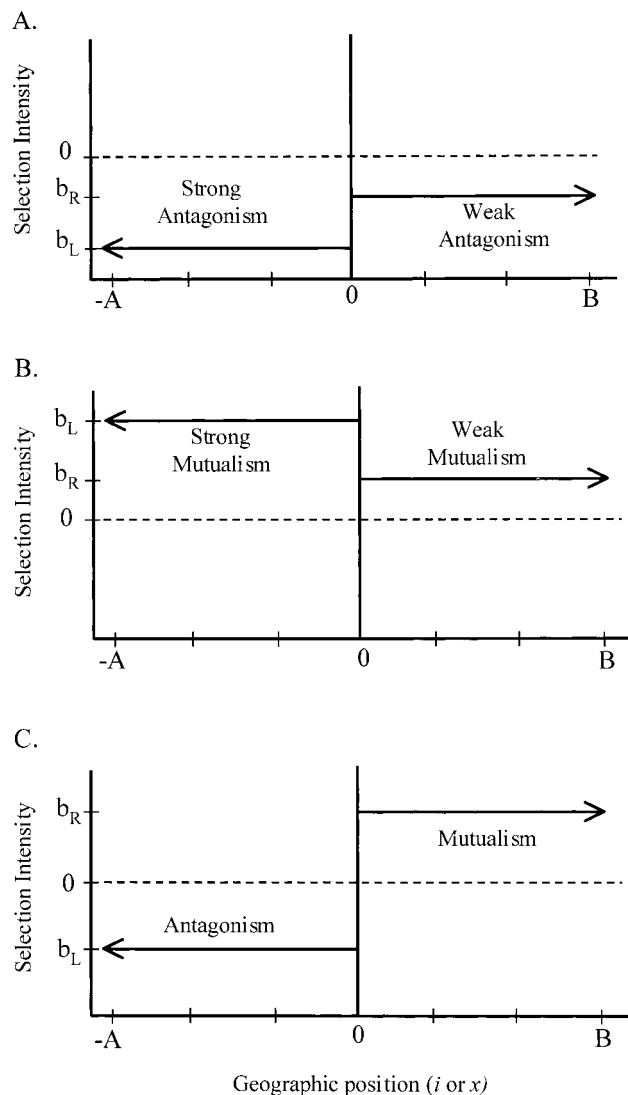 A.
Selection Intensity
0
b_R
b_L
Strong
Antagonism
Weak
Antagonism
-A
0
B
B.
Selection Intensity
b_L
b_R
0
Strong
Mutualism
Weak
Mutualism
-A
0
B
C.
Selection Intensity
b_R
0
b_L
Mutualism
Antagonism
-A
0
B
Geographic position (i or x)